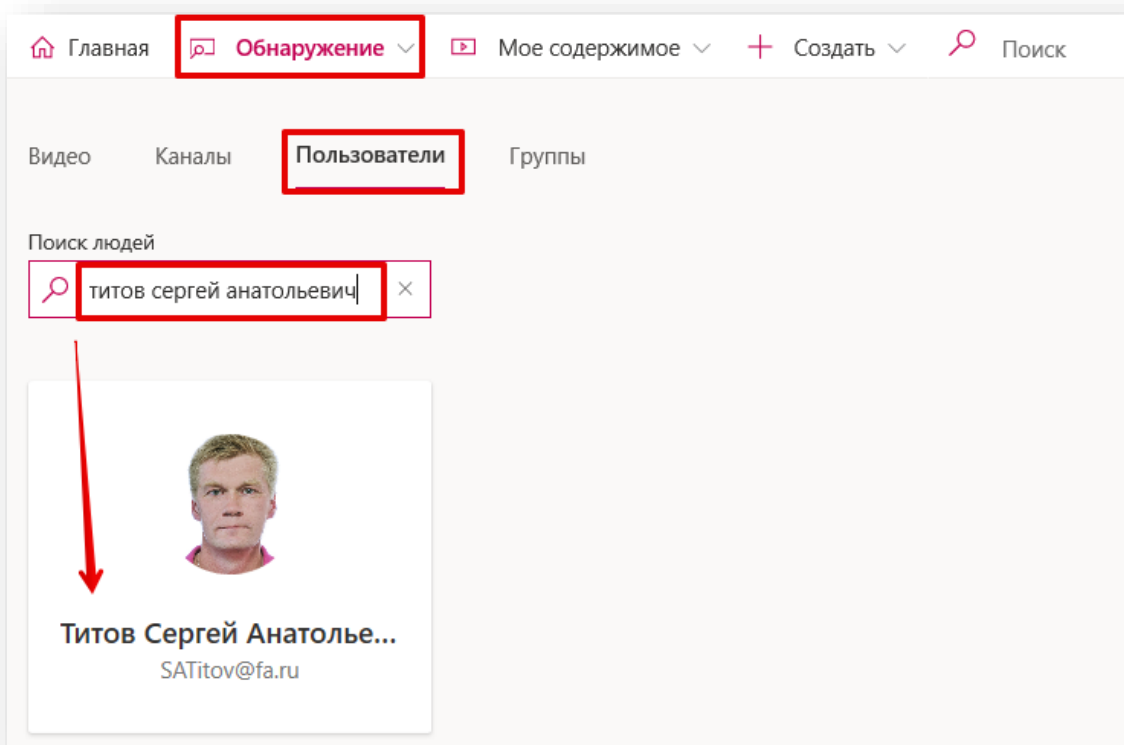 Главная Обнаружение Мое содержимое Создать Поиск
Видео Каналы Пользователи Группы
Поиск людей
титов сергей анатольевич
Титов Сергей Анатолье...
SATitov@fa.ru